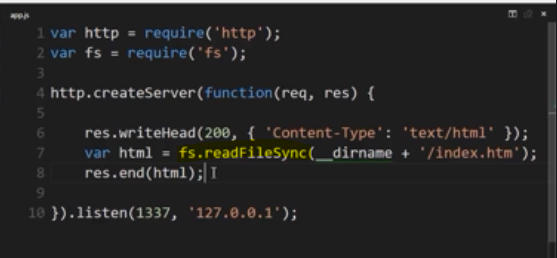 app.js
1 var http = require('http');
2 var fs = require('fs');
3
4 http.createServer(function(req, res) {
5
6     res.writeHead(200, { 'Content-Type': 'text/html' });
7     var html = fs.readFileSync(__dirname + '/index.htm');
8     res.end(html);
9
10 }).listen(1337, '127.0.0.1');